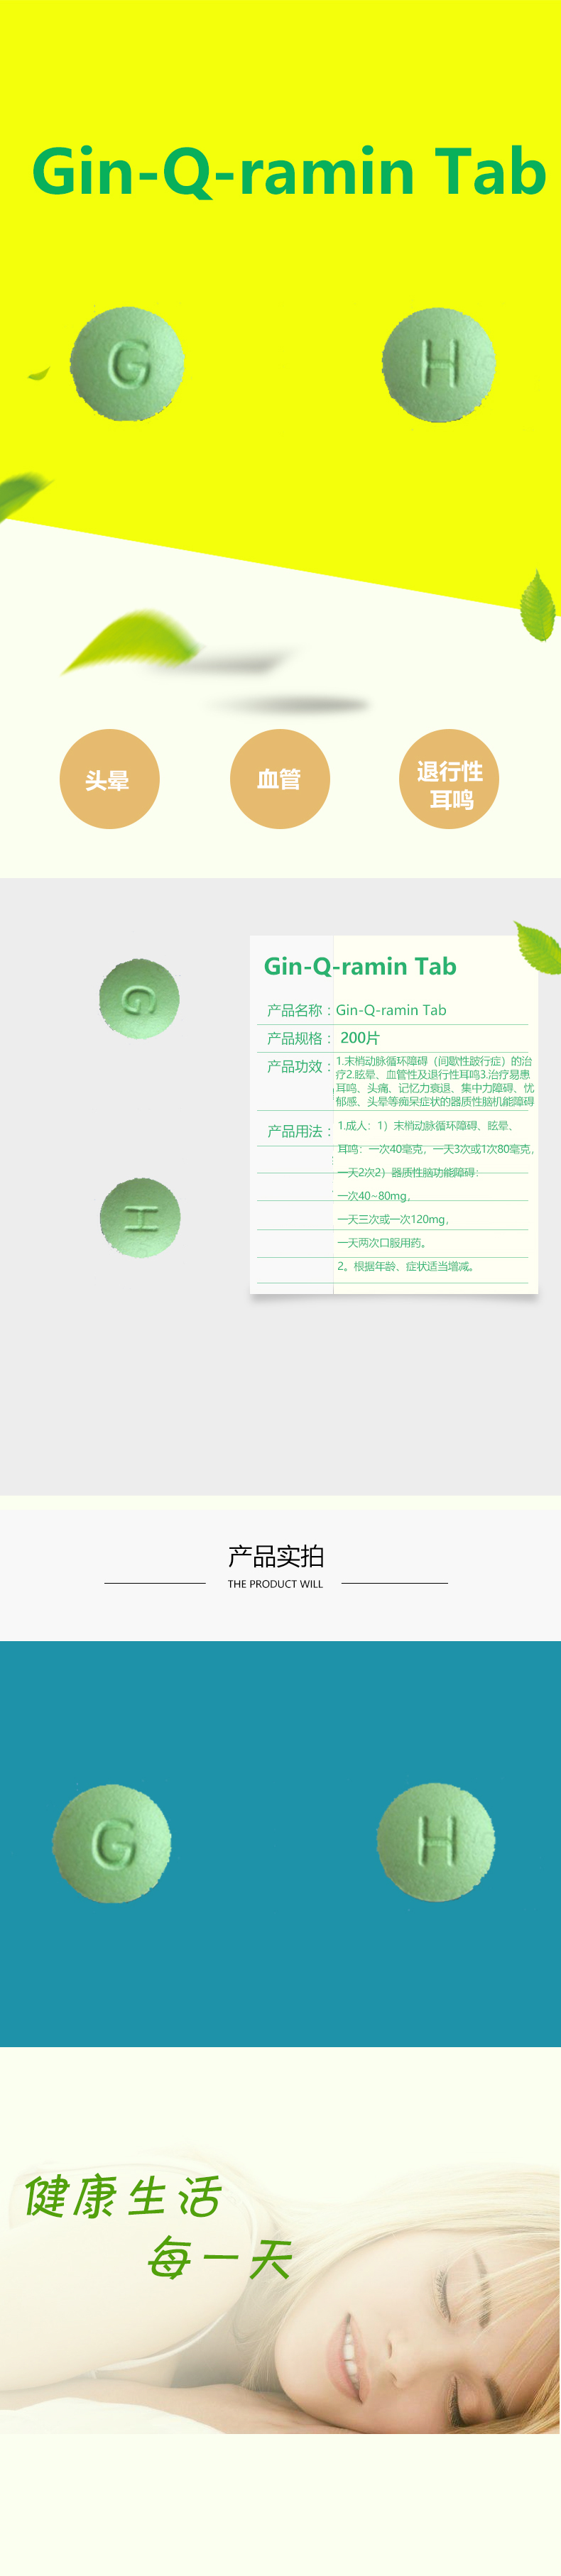 Gin-Q-ramin Tab
G
H
头晕
血管
退行性
耳鸣
G
H
Gin-Q-ramin Tab
产品名称：Gin-Q-ramin Tab
产品规格： 200片
产品功效：1.末梢动脉循环障碍（间歇性跛行症）的治
疗2.眩晕、血管性及退行性耳鸣3.治疗易患
耳鸣、头痛、记忆力衰退、集中力障碍、忧
郁感、头晕等痴呆症状的器质性脑机能障碍
产品用法：1.成人：1）末梢动脉循环障碍、眩晕、
耳鸣：一次40毫克，一天3次或1次80毫克，
一天2次2）器质性脑功能障碍：
一次40~80mg，
一天三次或一次120mg，
一天两次口服用药。
2。根据年龄、症状适当增减。
产品实拍
THE PRODUCT WILL
G
H
健康生活
每一天